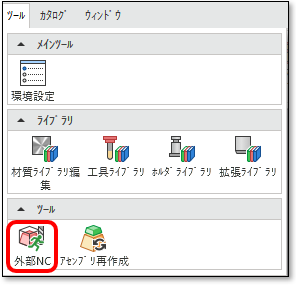 ツール ｶﾀﾛｸﾞ ｳｨﾝﾄﾞｳ
メインツール
環境設定
ライブラリ
材質ﾗｲﾌﾞﾗﾘ編集 工具ﾗｲﾌﾞﾗﾘ ﾎﾙﾀﾞﾗｲﾌﾞﾗﾘ 拡張ﾗｲﾌﾞﾗﾘ
ツール
外部NC ｱｾﾝﾌﾞﾘ再作成